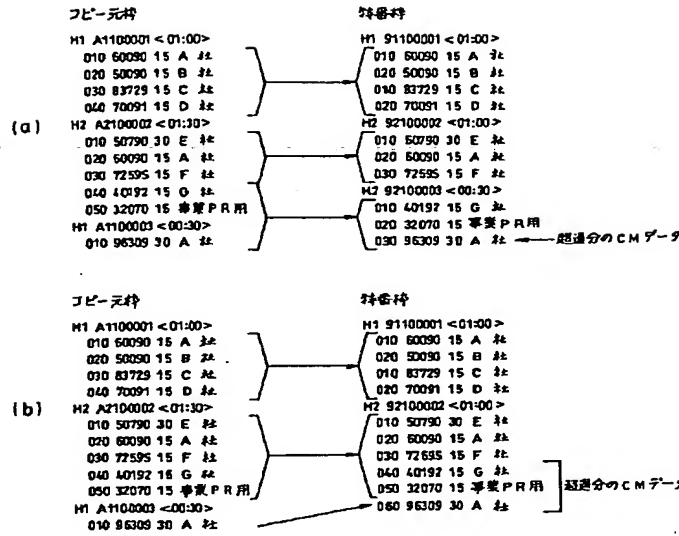 コピー元枠 特番枠
(a)
H1 A1100001 <01:00> H1 91100001 <01:00>
010 60090 15 A 社 010 60090 15 A 社
020 50090 15 B 社 020 50090 15 B 社
030 83729 15 C 社 010 83729 15 C 社
040 70091 15 D 社 020 70091 15 D 社
H2 A2100002 <01:30> H2 92100002 <01:00>
010 50790 30 E 社 010 50790 30 E 社
020 60090 15 A 社 020 60090 15 A 社
030 72595 15 F 社 030 72595 15 F 社
040 40192 15 G 社 H2 92100003 <00:30>
050 32070 15 事業PR用 010 40192 15 G 社
H1 A1100003 <00:30> 020 32070 15 事業PR用
010 96309 30 A 社 030 96309 30 A 社 超過分のCMデータ
コピー元枠 特番枠
(b)
H1 A1100001 <01:00> H1 91100001 <01:00>
010 60090 15 A 社 010 60090 15 A 社
020 50090 15 B 社 020 50090 15 B 社
030 83729 15 C 社 010 83729 15 C 社
040 70091 15 D 社 020 70091 15 D 社
H2 A2100002 <01:30> H2 92100002 <01:00>
010 50790 30 E 社 010 50790 30 E 社
020 60090 15 A 社 020 60090 15 A 社
030 72595 15 F 社 030 72695 15 F 社
040 40192 15 G 社 040 40192 15 G 社
050 32070 15 事業PR用 050 32070 15 事業PR用 超過分のCMデータ
H1 A1100003 <00:30> 060 96309 30 A 社
010 96309 30 A 社